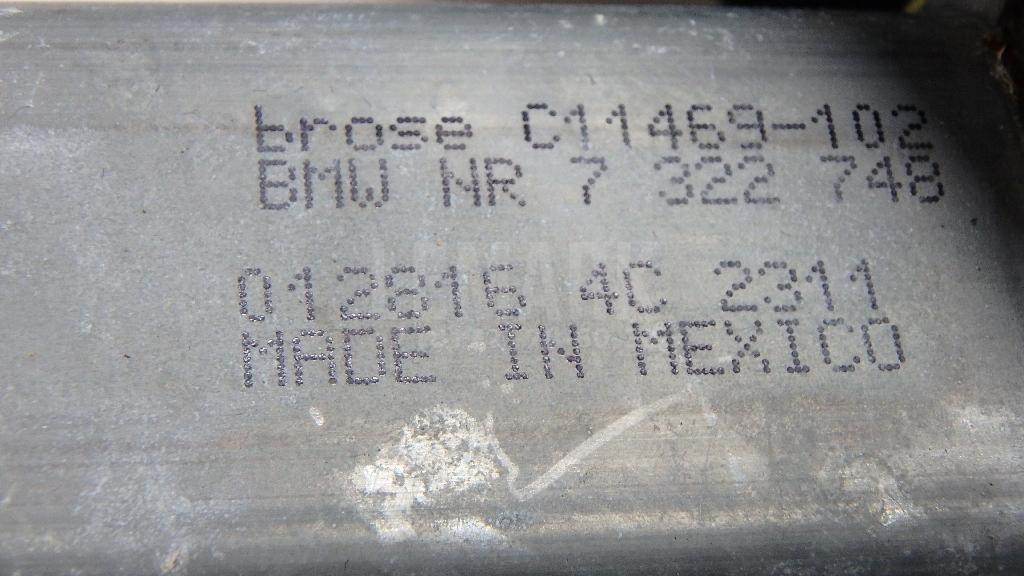 brose C11469-102
BMW NR 7 322 748
012816 4C 2311
MADE IN MEXICO